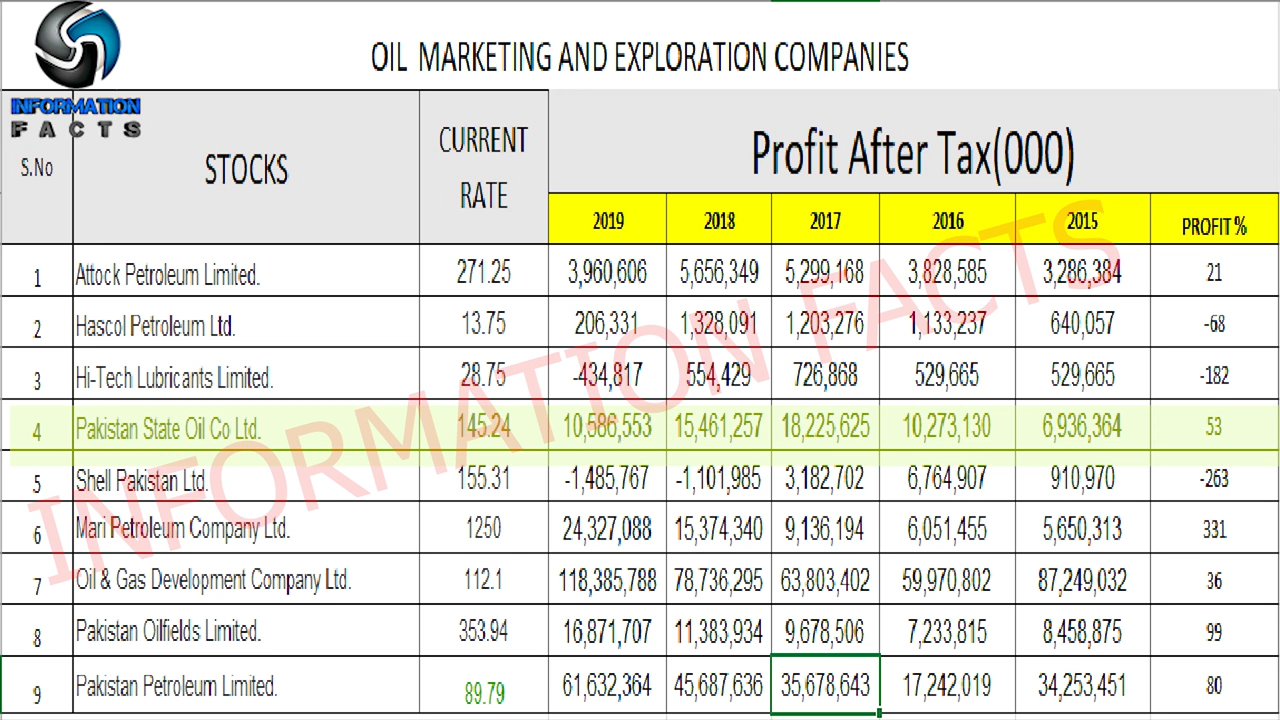 OIL MARKETING AND EXPLORATION COMPANIES
INFORMATION
FACTS
S.No STOCKS CURRENT RATE Profit After Tax(000)
2019 2018 2017 2016 2015 PROFIT %
1 Attock Petroleum Limited. 271.25 3,960,606 5,656,349 5,299,168 3,828,585 3,286,384 21
2 Hascol Petroleum Ltd. 13.75 206,331 1,328,091 1,203,276 1,133,237 640,057 -68
3 Hi-Tech Lubricants Limited. 28.75 -434,817 554,429 726,868 529,665 529,665 -182
4 Pakistan State Oil Co Ltd. 145.24 10,586,553 15,461,257 18,225,625 10,273,130 6,936,364 53
5 Shell Pakistan Ltd. 155.31 -1,485,767 -1,101,985 3,182,702 6,764,907 910,970 -263
6 Mari Petroleum Company Ltd. 1250 24,327,088 15,374,340 9,136,194 6,051,455 5,650,313 331
7 Oil & Gas Development Company Ltd. 112.1 118,385,788 78,736,295 63,803,402 59,970,802 87,249,032 36
8 Pakistan Oilfields Limited. 353.94 16,871,707 11,383,934 9,678,506 7,233,815 8,458,875 99
9 Pakistan Petroleum Limited. 89.79 61,632,364 45,687,636 35,678,643 17,242,019 34,253,451 80
INFORMATION FACTS